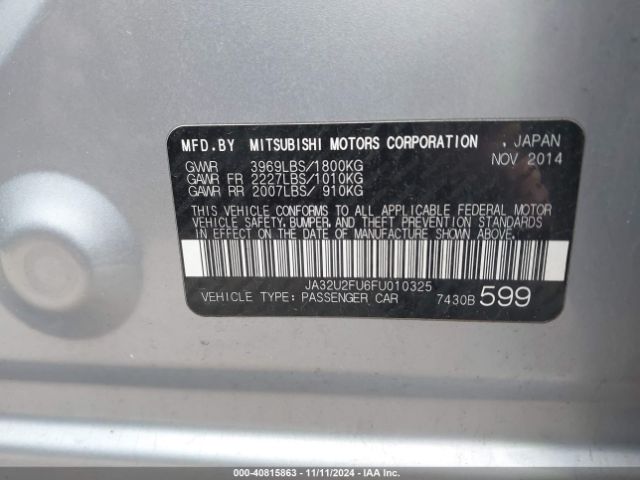 MFD.BY MITSUBISHI MOTORS CORPORATION , JAPAN
NOV 2014
GVWR 3969LBS/1800KG
GAWR FR 2227LBS/1010KG
GAWR RR 2007LBS/ 910KG
THIS VEHICLE CONFORMS TO ALL APPLICABLE FEDERAL MOTOR
VEHICLE SAFETY, BUMPER, AND THEFT PREVENTION STANDARDS
IN EFFECT ON THE DATE OF MANUFACTURE SHOWN ABOVE.
JA32U2FU6FU010325
VEHICLE TYPE: PASSENGER CAR 7430B 599
000-40815863 - 11/11/2024 - IAA Inc.